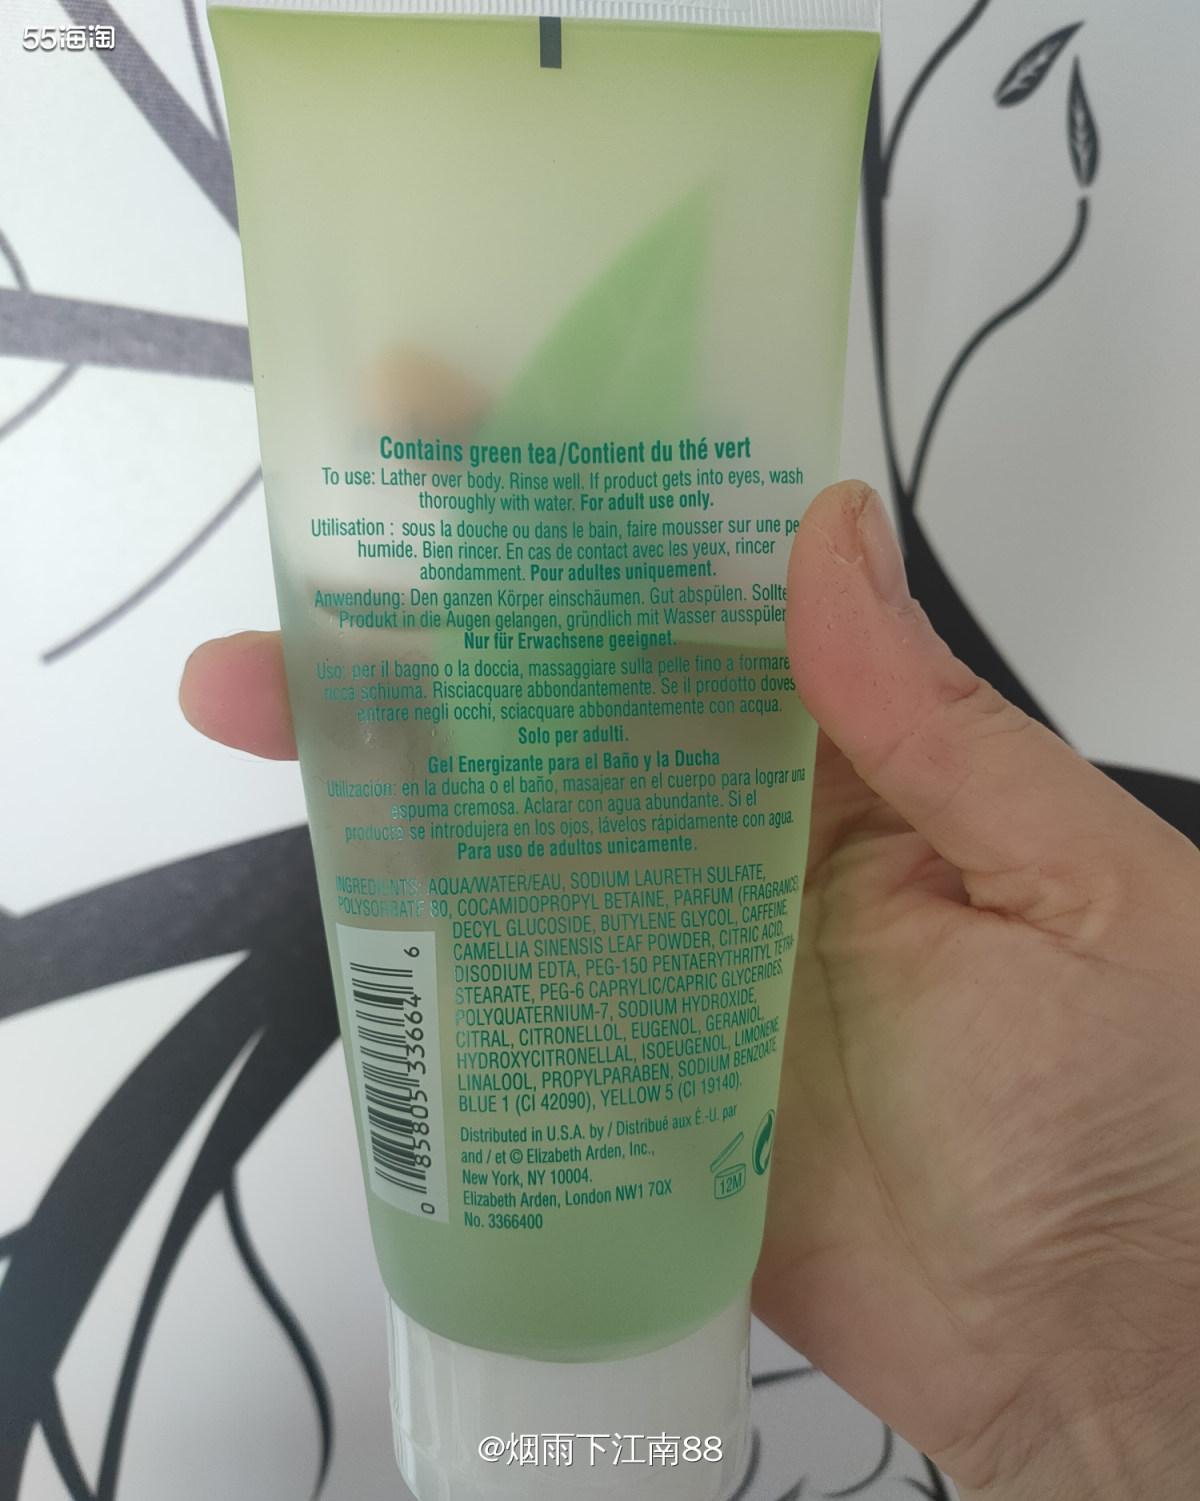 55海淘
Contains green tea/Contient du thé vert
To use: Lather over body. Rinse well. If product gets into eyes, wash
thoroughly with water. For adult use only.
Utilisation : sous la douche ou dans le bain, faire mousser sur une pe
humide. Bien rincer. En cas de contact avec les yeux, rincer
abondamment. Pour adultes uniquement.
Anwendung: Den ganzen Körper einschäumen. Gut abspülen. Sollte
Produkt in die Augen gelangen, gründlich mit Wasser ausspülen
Nur für Erwachsene geeignet.
Uso: per il bagno o la doccia, massaggiare sulla pelle fino a formare
ricca schiuma. Risciacquare abbondantemente. Se il prodotto doves
entrare negli occhi, sciacquare abbondantemente con acqua.
Solo per adulti.
Gel Energizante para el Baño y la Ducha
Utilización: en la ducha o el baño, masajear en el cuerpo para lograr una
espuma cremosa. Aclarar con agua abundante. Si el
producto se introdujera en los ojos, lávelos rápidamente con agua.
Para uso de adultos unicamente.
INGREDIENTS: AQUA/WATER/EAU, SODIUM LAURETH SULFATE,
POLYSORBATE 80, COCAMIDOPROPYL BETAINE, PARFUM (FRAGRANCE),
DECYL GLUCOSIDE, BUTYLENE GLYCOL, CAFFEINE,
CAMELLIA SINENSIS LEAF POWDER, CITRIC ACID,
DISODIUM EDTA, PEG-150 PENTAERYTHRITYL TETRA-
STEARATE, PEG-6 CAPRYLIC/CAPRIC GLYCERIDES,
POLYQUATERNIUM-7, SODIUM HYDROXIDE,
CITRAL, CITRONELLOL, EUGENOL, GERANIOL,
HYDROXYCITRONELLAL, ISOEUGENOL, LIMONENE,
LINALOOL, PROPYLPARABEN, SODIUM BENZOATE,
BLUE 1 (CI 42090), YELLOW 5 (CI 19140).
0 85805 33664 6
Distributed in U.S.A. by / Distribué aux É.-U. par
and / et © Elizabeth Arden, Inc.,
New York, NY 10004.
Elizabeth Arden, London NW1 7QX
No. 3366400
12M
@烟雨下江南88